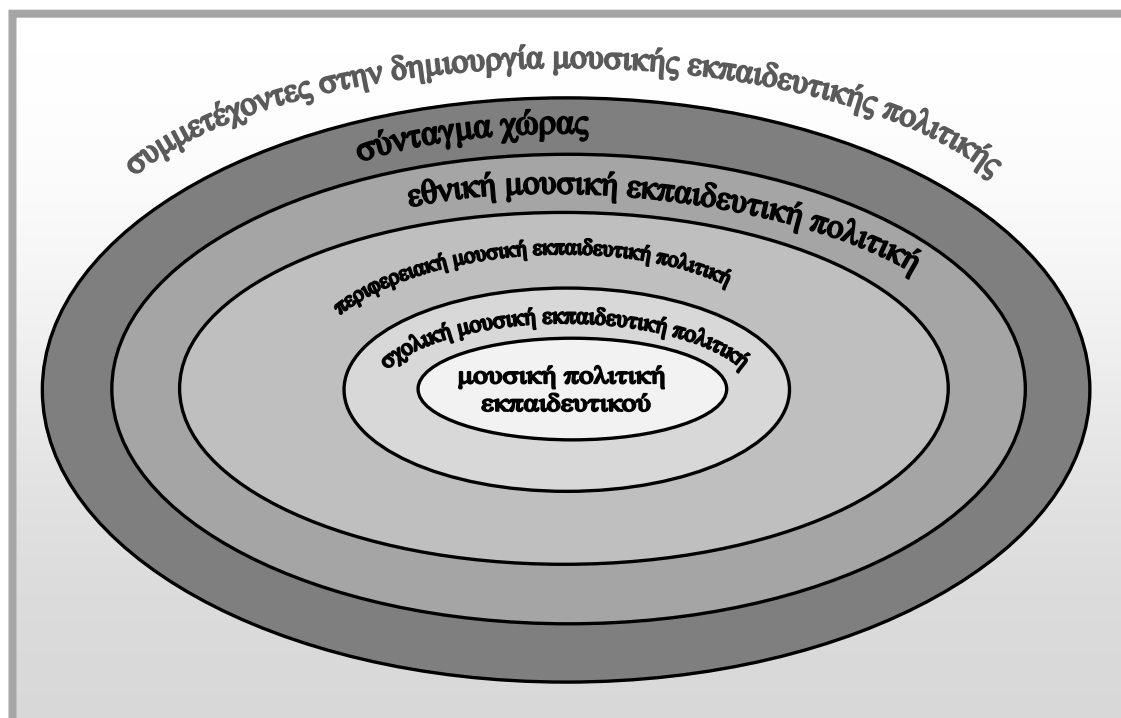 συμμετέχοντες στην δημιουργία μουσικής εκπαιδευτικής πολιτικής
σύνταγμα χώρας
εθνική μουσική εκπαιδευτική πολιτική
περιφερειακή μουσική εκπαιδευτική πολιτική
σχολική μουσική εκπαιδευτική πολιτική
μουσική πολιτική
εκπαιδευτικού